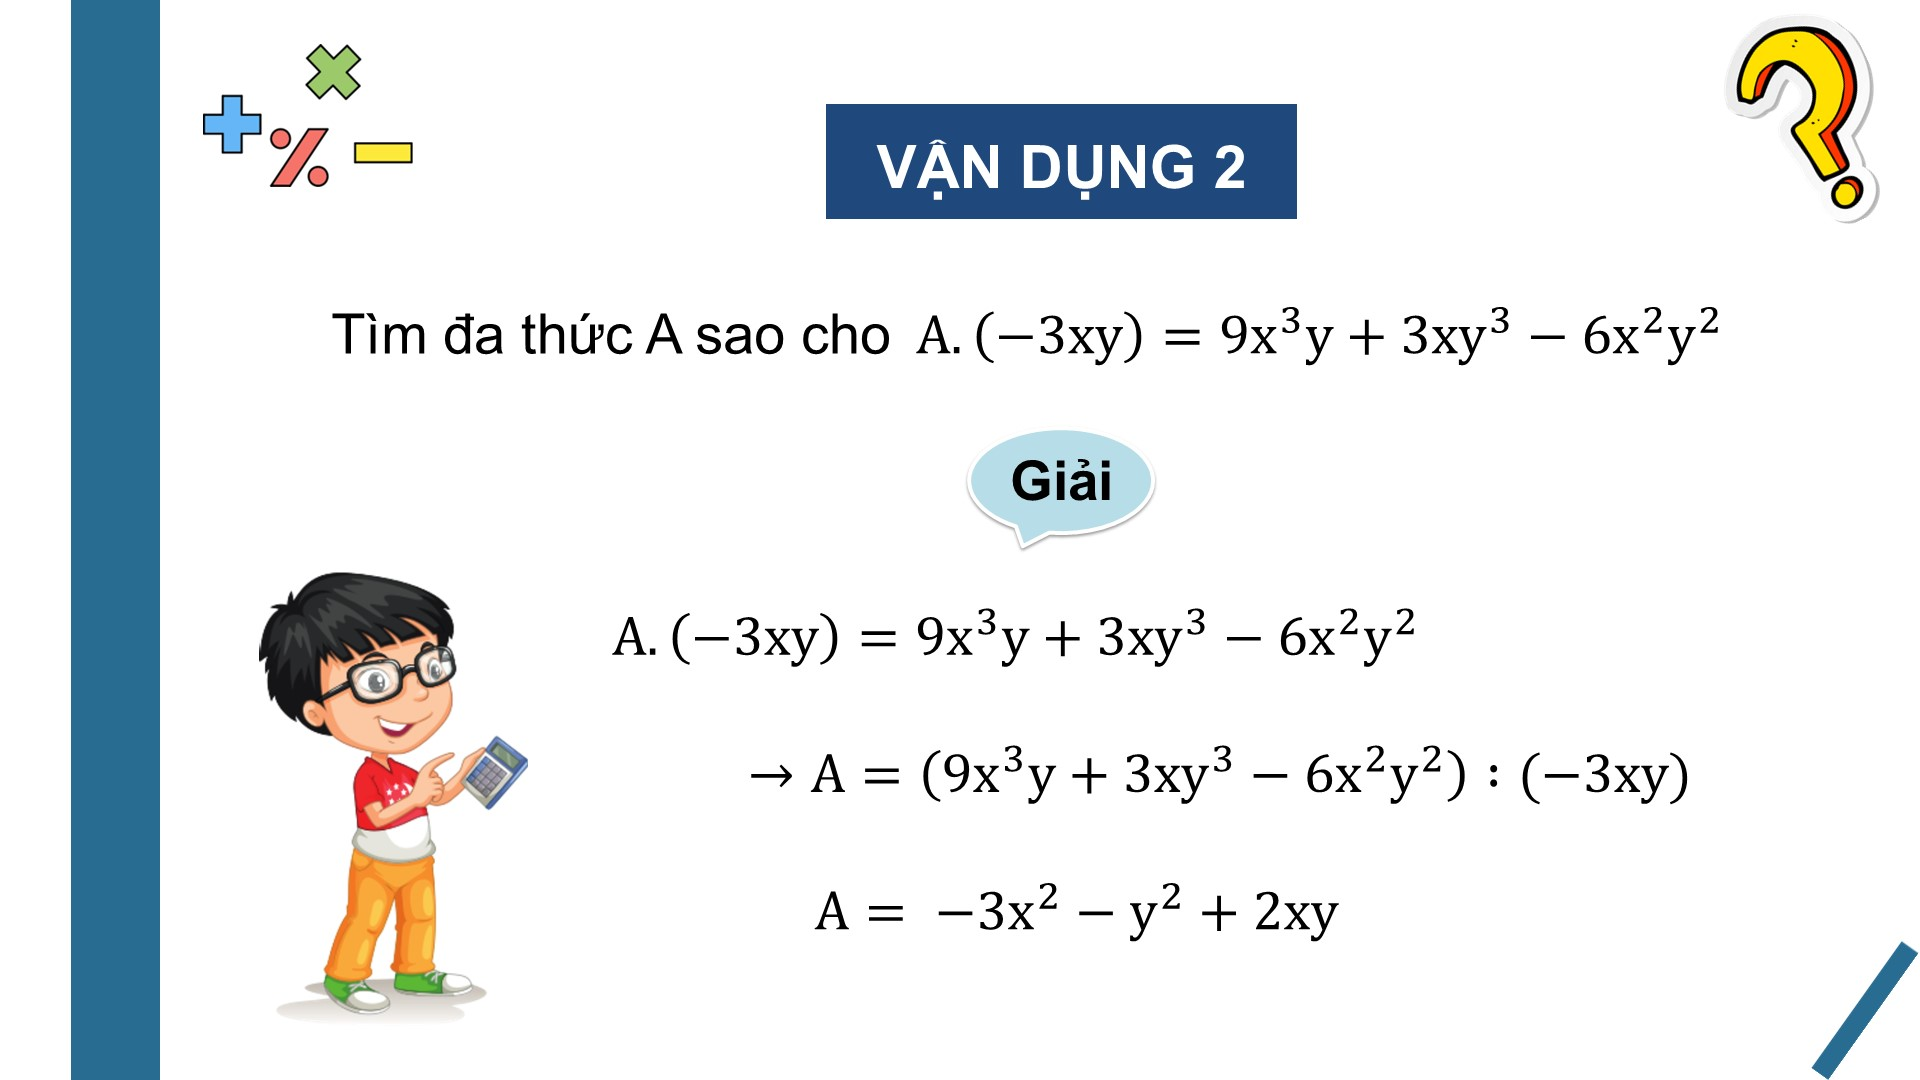 VẬN DỤNG 2
Tìm đa thức A sao cho A. (−3xy) = 9x³y + 3xy³ − 6x²y²
Giải
A. (−3xy) = 9x³y + 3xy³ − 6x²y²
→ A = (9x³y + 3xy³ − 6x²y²) : (−3xy)
A = −3x² − y² + 2xy